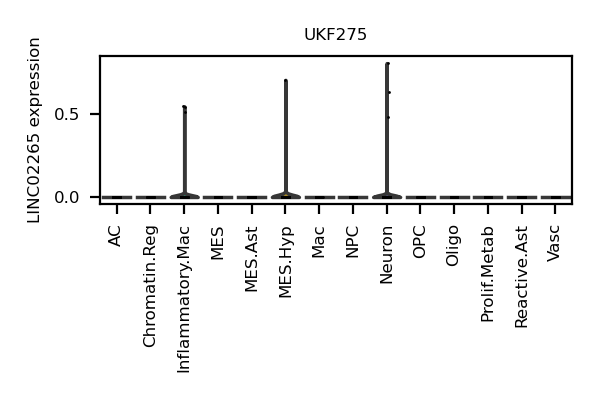 UKF275
LINC02265 expression
0.5
0.0
AC
Chromatin.Reg
Inflammatory.Mac
MES
MES.Ast
MES.Hyp
Mac
NPC
Neuron
OPC
Oligo
Prolif.Metab
Reactive.Ast
Vasc